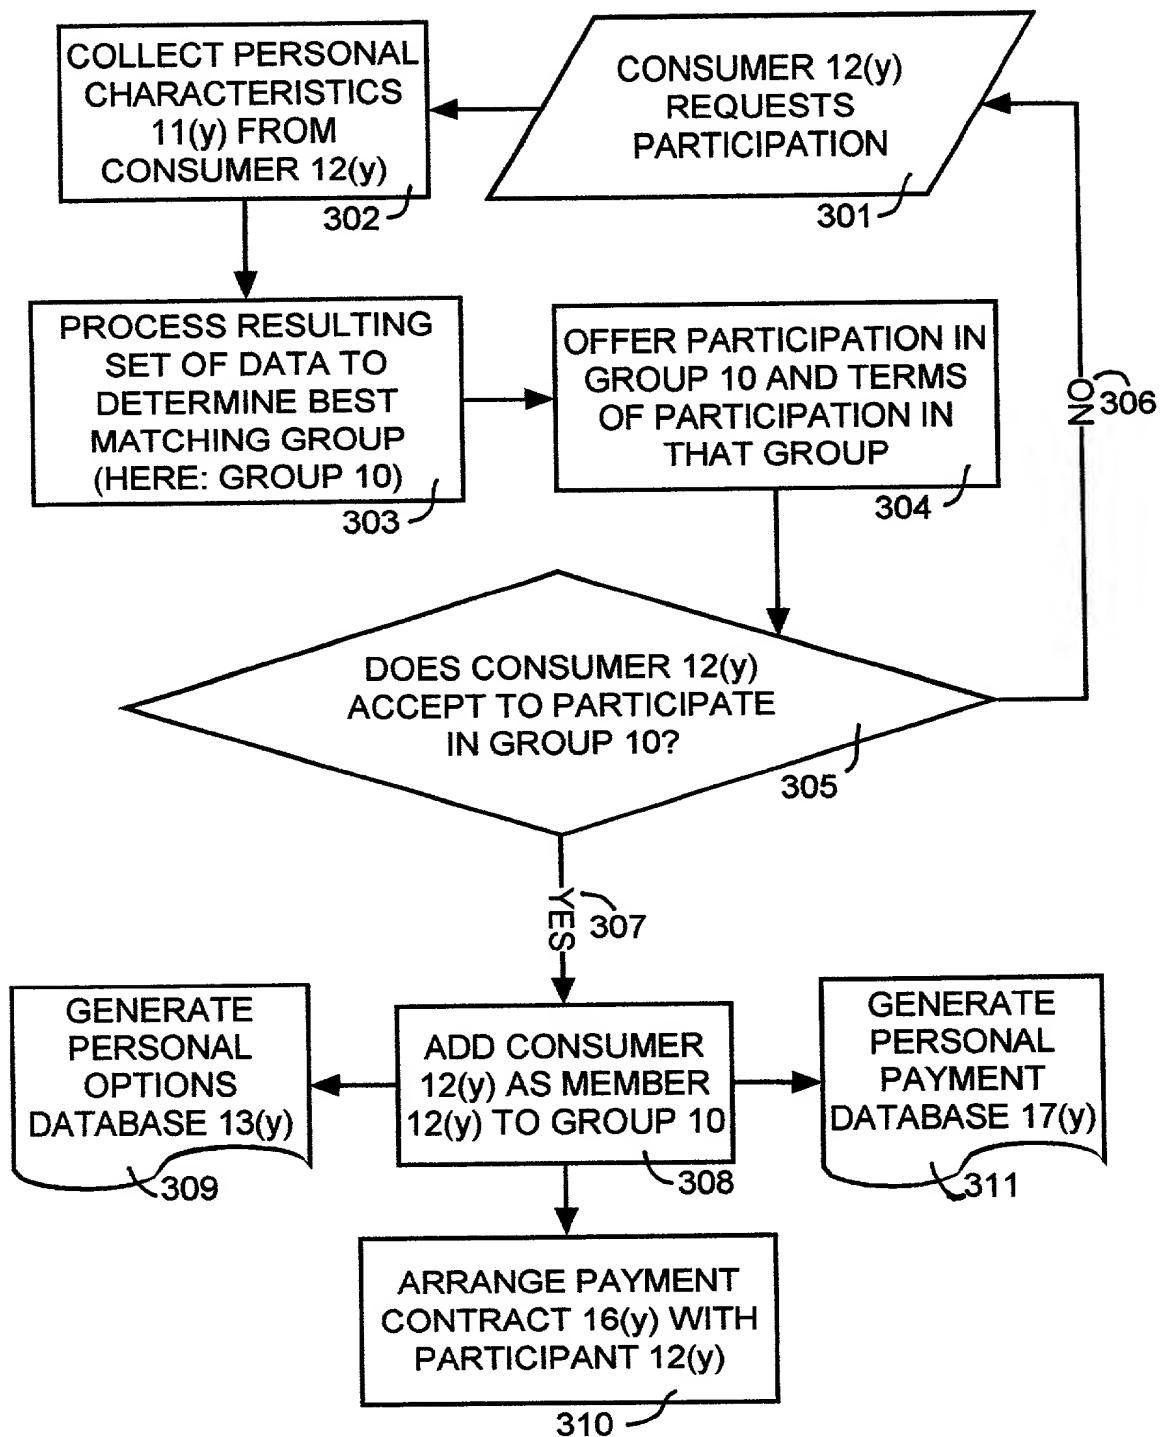 CONSUMER 12(y)
REQUESTS
PARTICIPATION
301
COLLECT PERSONAL
CHARACTERISTICS
11(y) FROM
CONSUMER 12(y)
302
PROCESS RESULTING
SET OF DATA TO
DETERMINE BEST
MATCHING GROUP
(HERE: GROUP 10)
303
OFFER PARTICIPATION IN
GROUP 10 AND TERMS
OF PARTICIPATION IN
THAT GROUP
304
DOES CONSUMER 12(y)
ACCEPT TO PARTICIPATE
IN GROUP 10?
305
NO
306
YES
307
ADD CONSUMER
12(y) AS MEMBER
12(y) TO GROUP 10
308
GENERATE
PERSONAL
OPTIONS
DATABASE 13(y)
309
GENERATE
PERSONAL
PAYMENT
DATABASE 17(y)
311
ARRANGE PAYMENT
CONTRACT 16(y) WITH
PARTICIPANT 12(y)
310